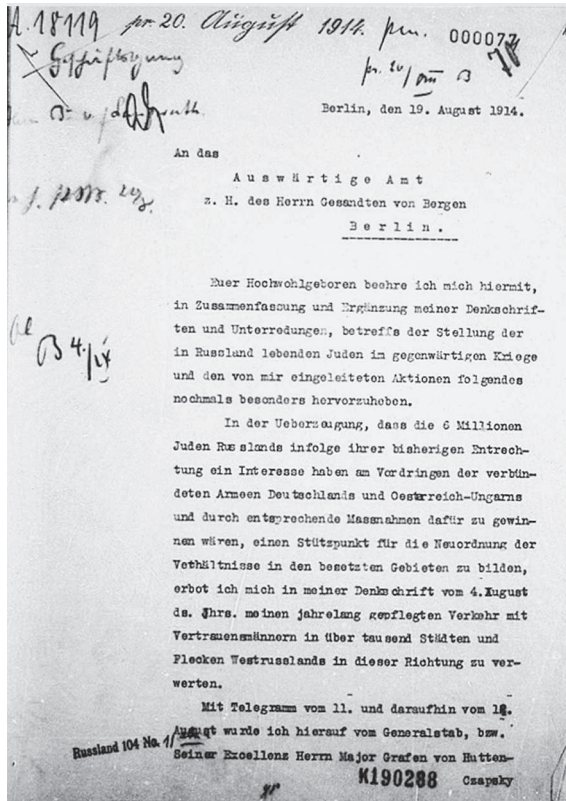 A.18119 pr. 20. August 1914. pm.
000077
pr. 20/VIII B
Berlin, den 19. August 1914.
An das
Auswärtige Amt
z. H. des Herrn Gesandten von Bergen
Berlin.
B 4./IX
Euer Hochwohlgeboren beehre ich mich hiermit,
in Zusammenfassung und Ergänzung meiner Denkschrif-
ten und Unterredungen, betreffs der Stellung der
in Russland lebenden Juden im gegenwärtigen Kriege
und den von mir eingeleiteten Aktionen folgendes
nochmals besonders hervorzuheben.
In der Ueberzeugung, dass die 6 Millionen
Juden Russlands infolge ihrer bisherigen Entrech-
tung ein Interesse haben am Vordringen der verbün-
deten Armeen Deutschlands und Oesterreich-Ungarns
und durch entsprechende Massnahmen dafür zu gewin-
nen wären, einen Stützpunkt für die Neuordnung der
Vethältnisse in den besetzten Gebieten zu bilden,
erbot ich mich in meiner Denkschrift vom 4.August
ds. Jhrs. meinen jahrelang gepflegten Verkehr mit
Vertrauensmännern in über tausend Städten und
Flecken Westrusslands in dieser Richtung zu ver-
werten.
Mit Telegramm vom 11. und daraufhin vom
August wurde ich hierauf vom Generalstab, bzw.
Seiner Excellenz Herrn Major Grafen von Hutten-
Czapsky
Russland 104 No. 1/
K190288